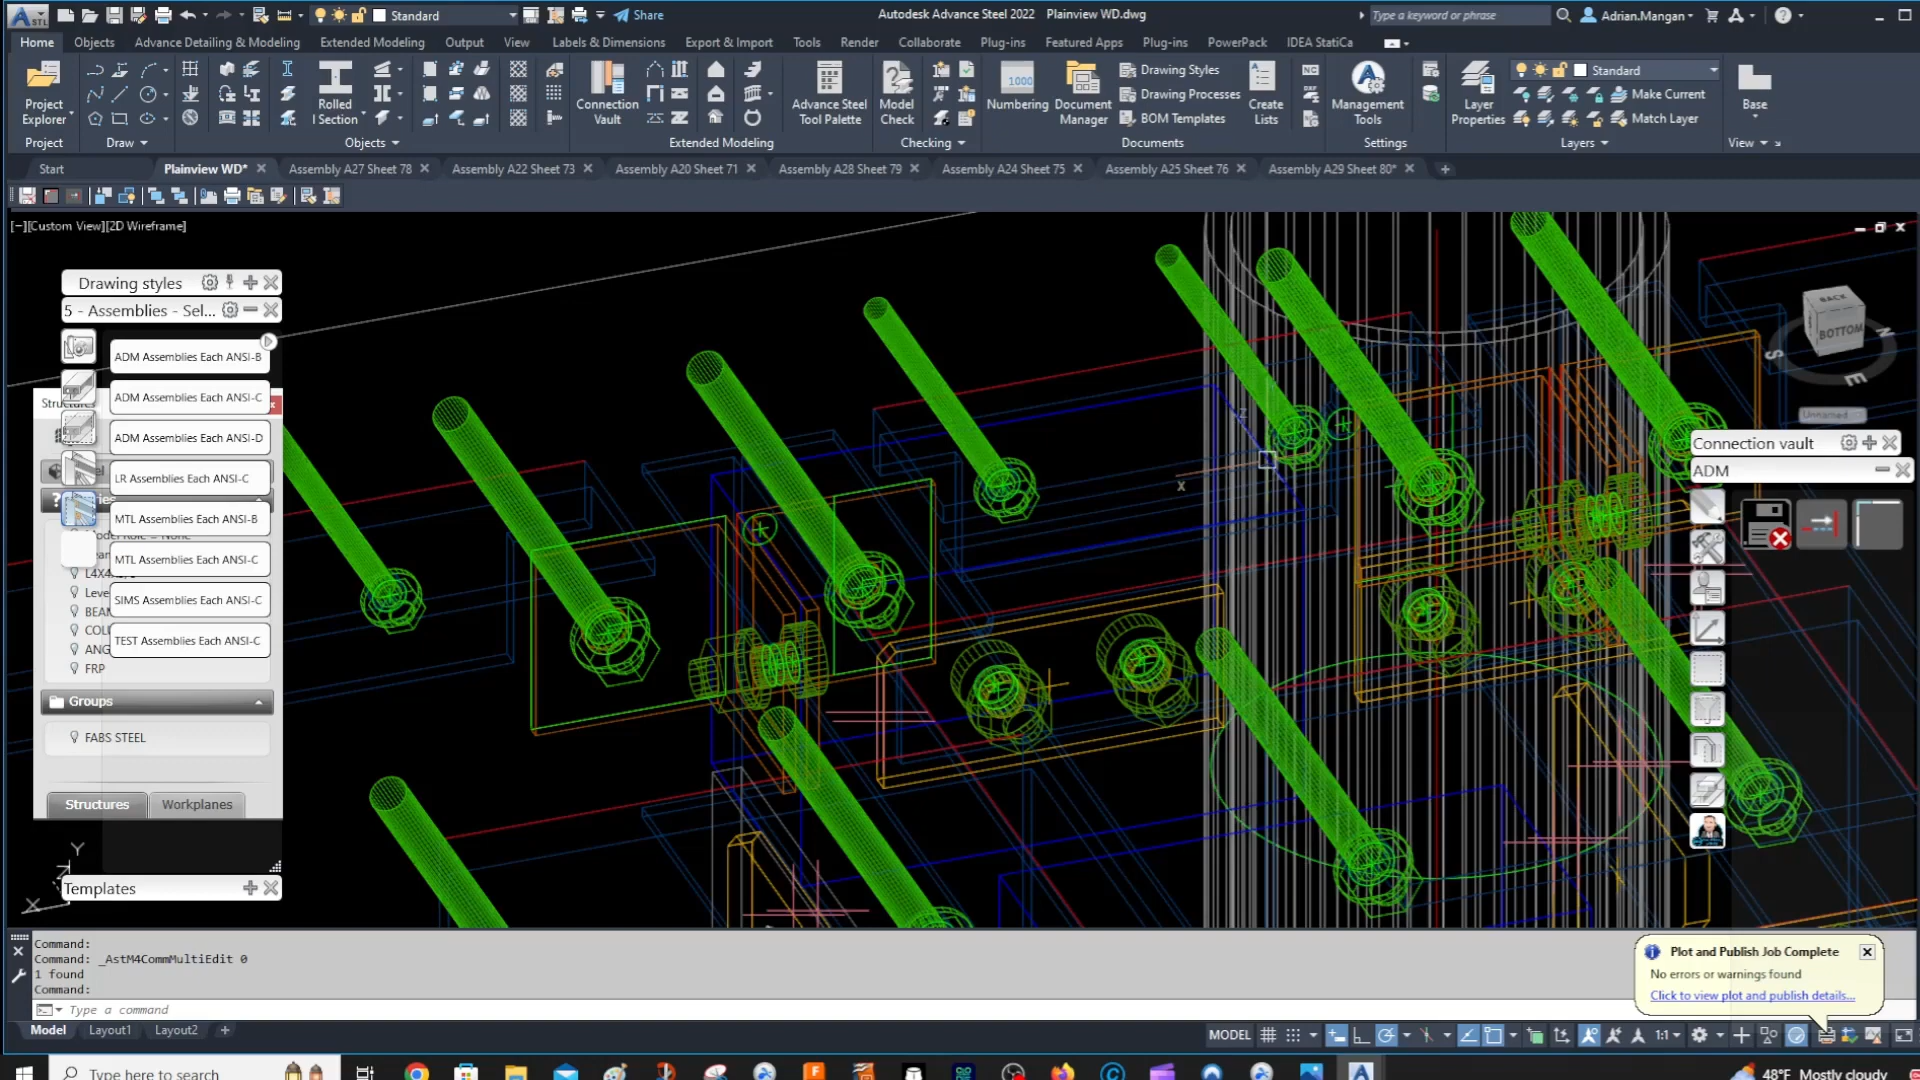 Standard
Share
Autodesk Advance Steel 2022 Plainview WD.dwg
Type a keyword or phrase
Adrian.Mangan
Home Objects Advance Detailing & Modeling Extended Modeling Output View Labels & Dimensions Export & Import Tools Render Collaborate Plug-ins Featured Apps Plug-ins PowerPack IDEA StatiCa
Project Explorer
Project
Draw
Rolled I Section
Objects
Connection Vault
Extended Modeling
Advance Steel Tool Palette
Model Check
Checking
1000
Numbering
Document Manager
Drawing Styles
Drawing Processes
BOM Templates
Create Lists
Documents
NC
DXF
Management Tools
Settings
Layer Properties
Standard
Make Current
Match Layer
Layers
Base
View
Start Plainview WD* Assembly A27 Sheet 78 Assembly A22 Sheet 73 Assembly A20 Sheet 71 Assembly A28 Sheet 79 Assembly A24 Sheet 75 Assembly A25 Sheet 76 Assembly A29 Sheet 80*
[−][Custom View][2D Wireframe]
Drawing styles
5 - Assemblies - Sel...
ADM Assemblies Each ANSI-B
ADM Assemblies Each ANSI-C
ADM Assemblies Each ANSI-D
LR Assemblies Each ANSI-C
MTL Assemblies Each ANSI-B
MTL Assemblies Each ANSI-C
SIMS Assemblies Each ANSI-C
TEST Assemblies Each ANSI-C
FRP
Groups
FABS STEEL
Structures Workplanes
Templates
Y
X
Z
X
BACK
BOTTOM
N
S
E
Unnamed
Connection vault
ADM
Command:
Command: _AstM4CommMultiEdit 0
1 found
Command:
Type a command
Plot and Publish Job Complete
No errors or warnings found
Click to view plot and publish details...
Model Layout1 Layout2
MODEL
1:1
Type here to search
48°F Mostly cloudy